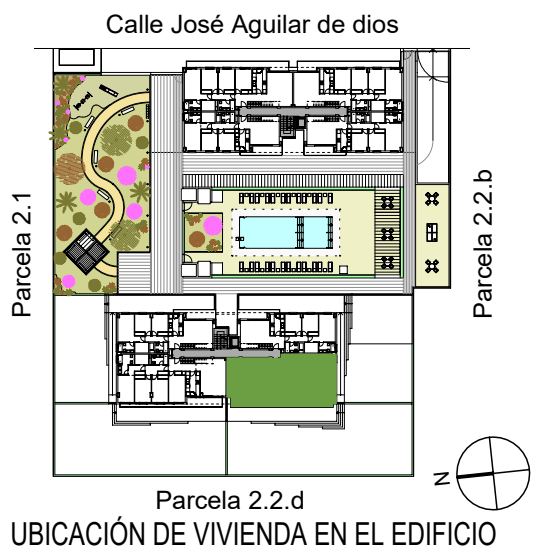 Calle José Aguilar de dios
Parcela 2.1
Parcela 2.2.b
Parcela 2.2.d
N
UBICACIÓN DE VIVIENDA EN EL EDIFICIO